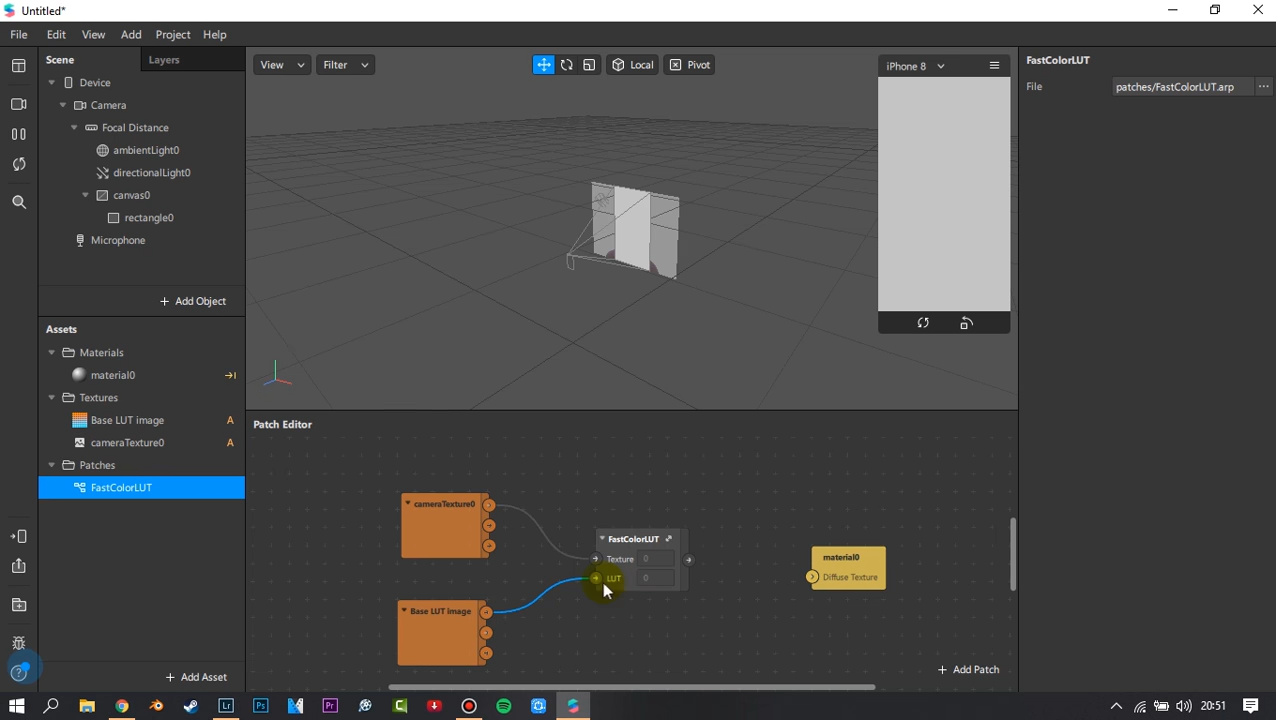 Untitled*
File Edit View Add Project Help
Scene Layers
Device
Camera
Focal Distance
ambientLight0
directionalLight0
canvas0
rectangle0
Microphone
+ Add Object
Assets
Materials
material0
Textures
Base LUT image A
cameraTexture0 A
Patches
FastColorLUT
+ Add Asset
View Filter Local Pivot
iPhone 8
Patch Editor
cameraTexture0
Base LUT image
FastColorLUT
Texture 0
LUT 0
material0
Diffuse Texture
+ Add Patch
FastColorLUT
File patches/FastColorLUT.arp ...
20:51